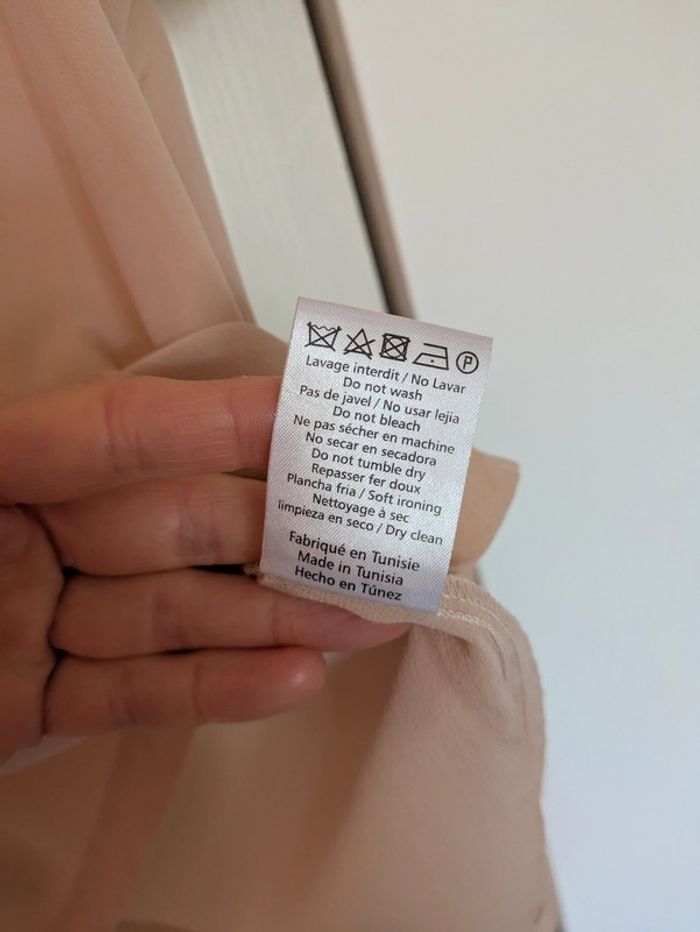 P
Lavage interdit / No Lavar
Do not wash
Pas de javel / No usar lejia
Do not bleach
Ne pas sécher en machine
No secar en secadora
Do not tumble dry
Repasser fer doux
Plancha fria / Soft ironing
Nettoyage à sec
limpieza en seco / Dry clean
Fabriqué en Tunisie
Made in Tunisia
Hecho en Túnez